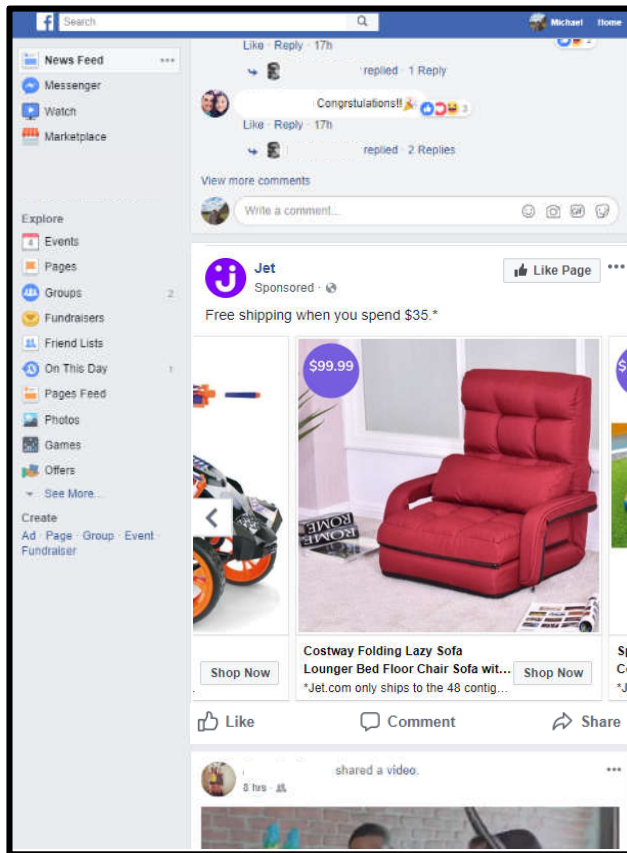 Search
Michael Home
News Feed
Messenger
Watch
Marketplace
Explore
Events
Pages
Groups 2
Fundraisers
Friend Lists
On This Day 1
Pages Feed
Photos
Games
Offers
See More...
Create
Ad · Page · Group · Event ·
Fundraiser
Like · Reply · 17h
replied · 1 Reply
Congrstulations!! 3
Like · Reply · 17h
replied · 2 Replies
View more comments
Write a comment...
GIF
Jet
Sponsored ·
Like Page
Free shipping when you spend $35.*
$99.99
ROME
ROME
Shop Now
Costway Folding Lazy Sofa
Lounger Bed Floor Chair Sofa wit...
*Jet.com only ships to the 48 contig...
Shop Now
Like
Comment
Share
shared a video.
8 hrs ·